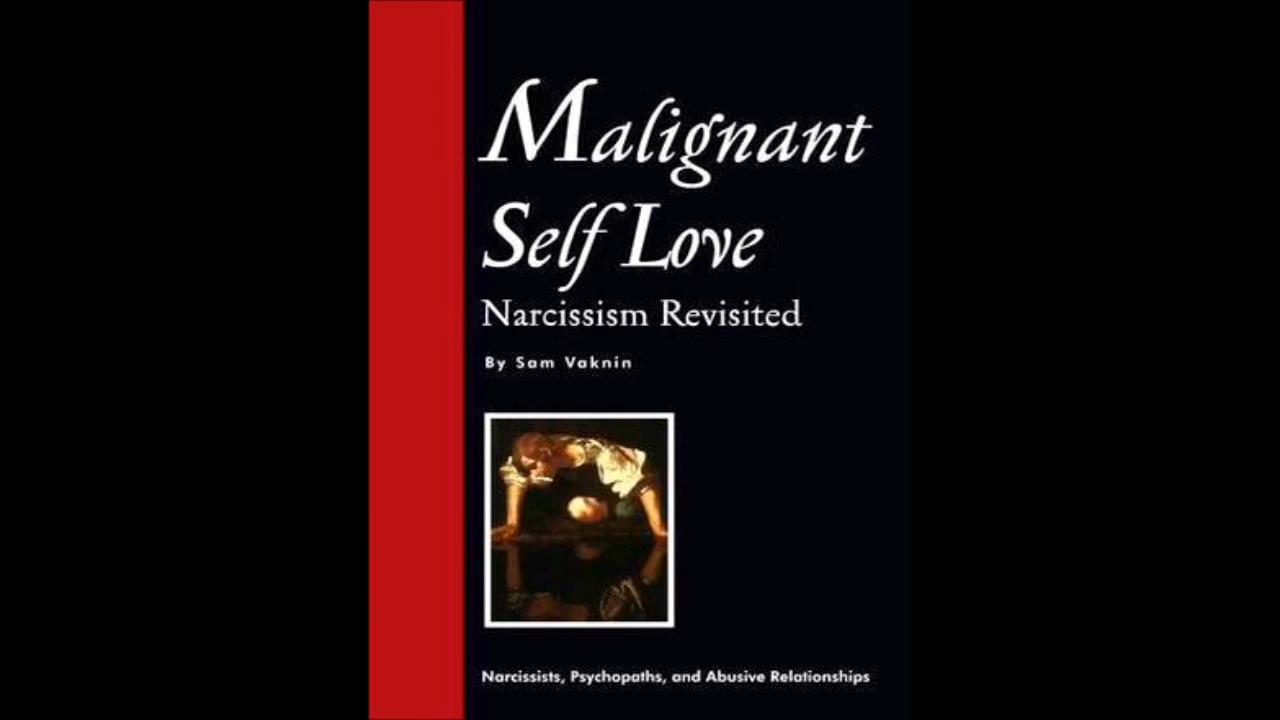 Malignant
Self Love
Narcissism Revisited
By Sam Vaknin
Narcissists, Psychopaths, and Abusive Relationships